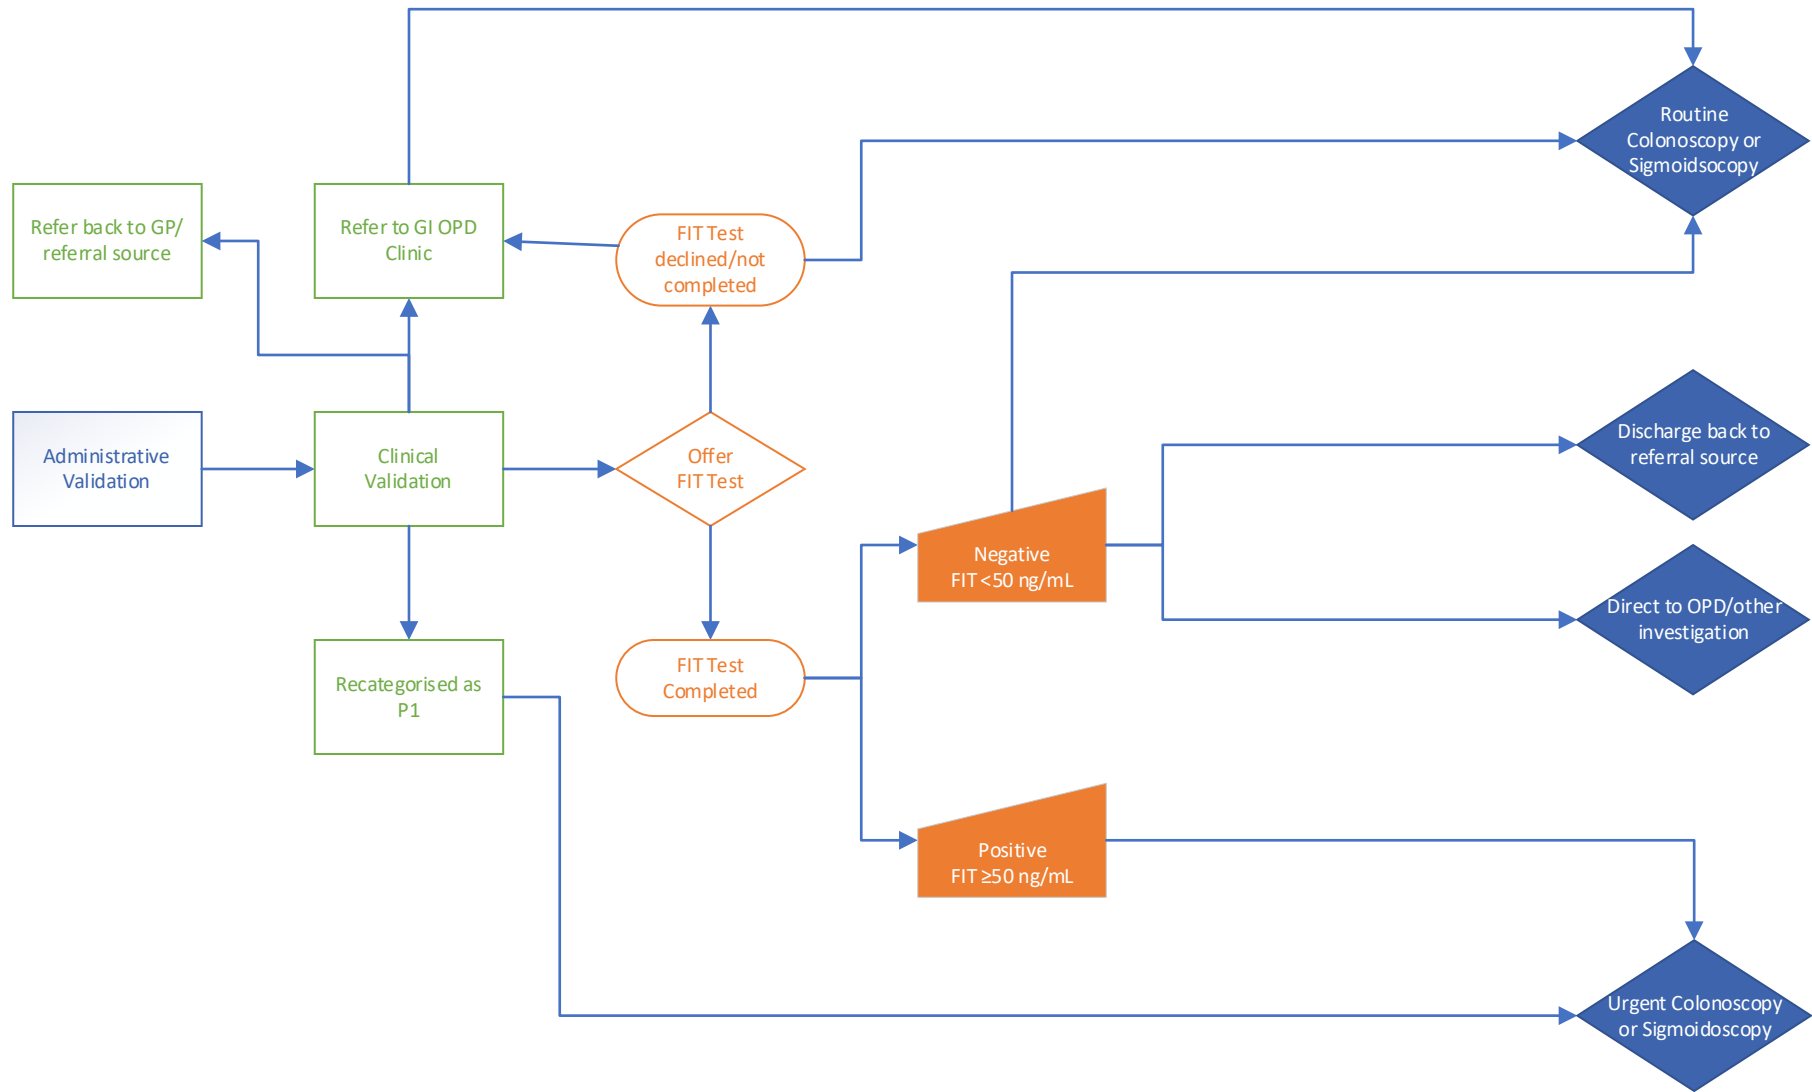 Routine
Colonoscopy or
Sigmoidsocopy
Refer back to GP/
referral source
Refer to GI OPD
Clinic
FIT Test
declined/not
completed
Administrative
Validation
Clinical
Validation
Offer
FIT Test
Discharge back to
referral source
Negative
FIT <50 ng/mL
Direct to OPD/other
investigation
Recategorised as
P1
FIT Test
Completed
Positive
FIT ≥50 ng/mL
Urgent Colonoscopy
or Sigmoidoscopy